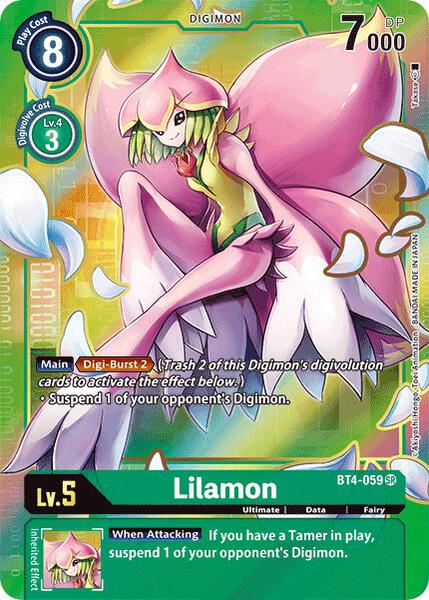 Play Cost
8
DIGIMON
DP
7000
Digivolve Cost
Lv.4
3
Takase
©Akiyoshi Hongo, Toei Animation BANDAI MADE IN JAPAN
Main Digi-Burst 2 (Trash 2 of this Digimon's digivolution
cards to activate the effect below.)
• Suspend 1 of your opponent's Digimon.
BT4-059 SR
Lv.5
Lilamon
Ultimate | Data | Fairy
Inherited Effect
When Attacking If you have a Tamer in play,
suspend 1 of your opponent's Digimon.